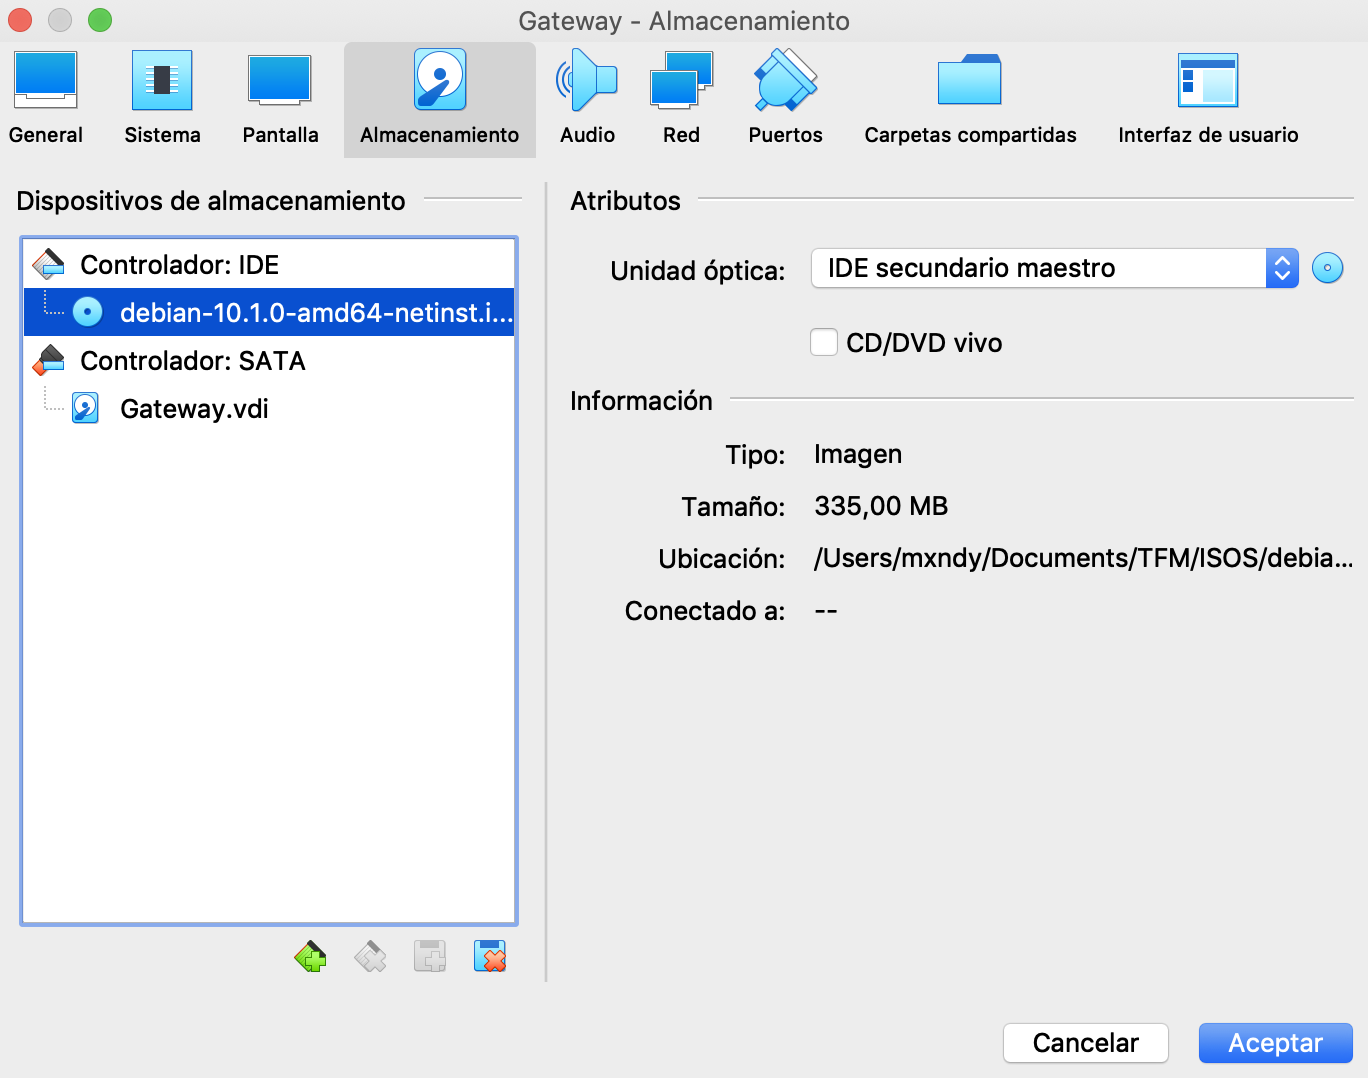 Gateway - Almacenamiento
General
Sistema
Pantalla
Almacenamiento
Audio
Red
Puertos
Carpetas compartidas
Interfaz de usuario
Dispositivos de almacenamiento
Controlador: IDE
debian-10.1.0-amd64-netinst.i...
Controlador: SATA
Gateway.vdi
Atributos
Unidad óptica: IDE secundario maestro
CD/DVD vivo
Información
Tipo: Imagen
Tamaño: 335,00 MB
Ubicación: /Users/mxndy/Documents/TFM/ISOS/debia...
Conectado a: --
Cancelar
Aceptar